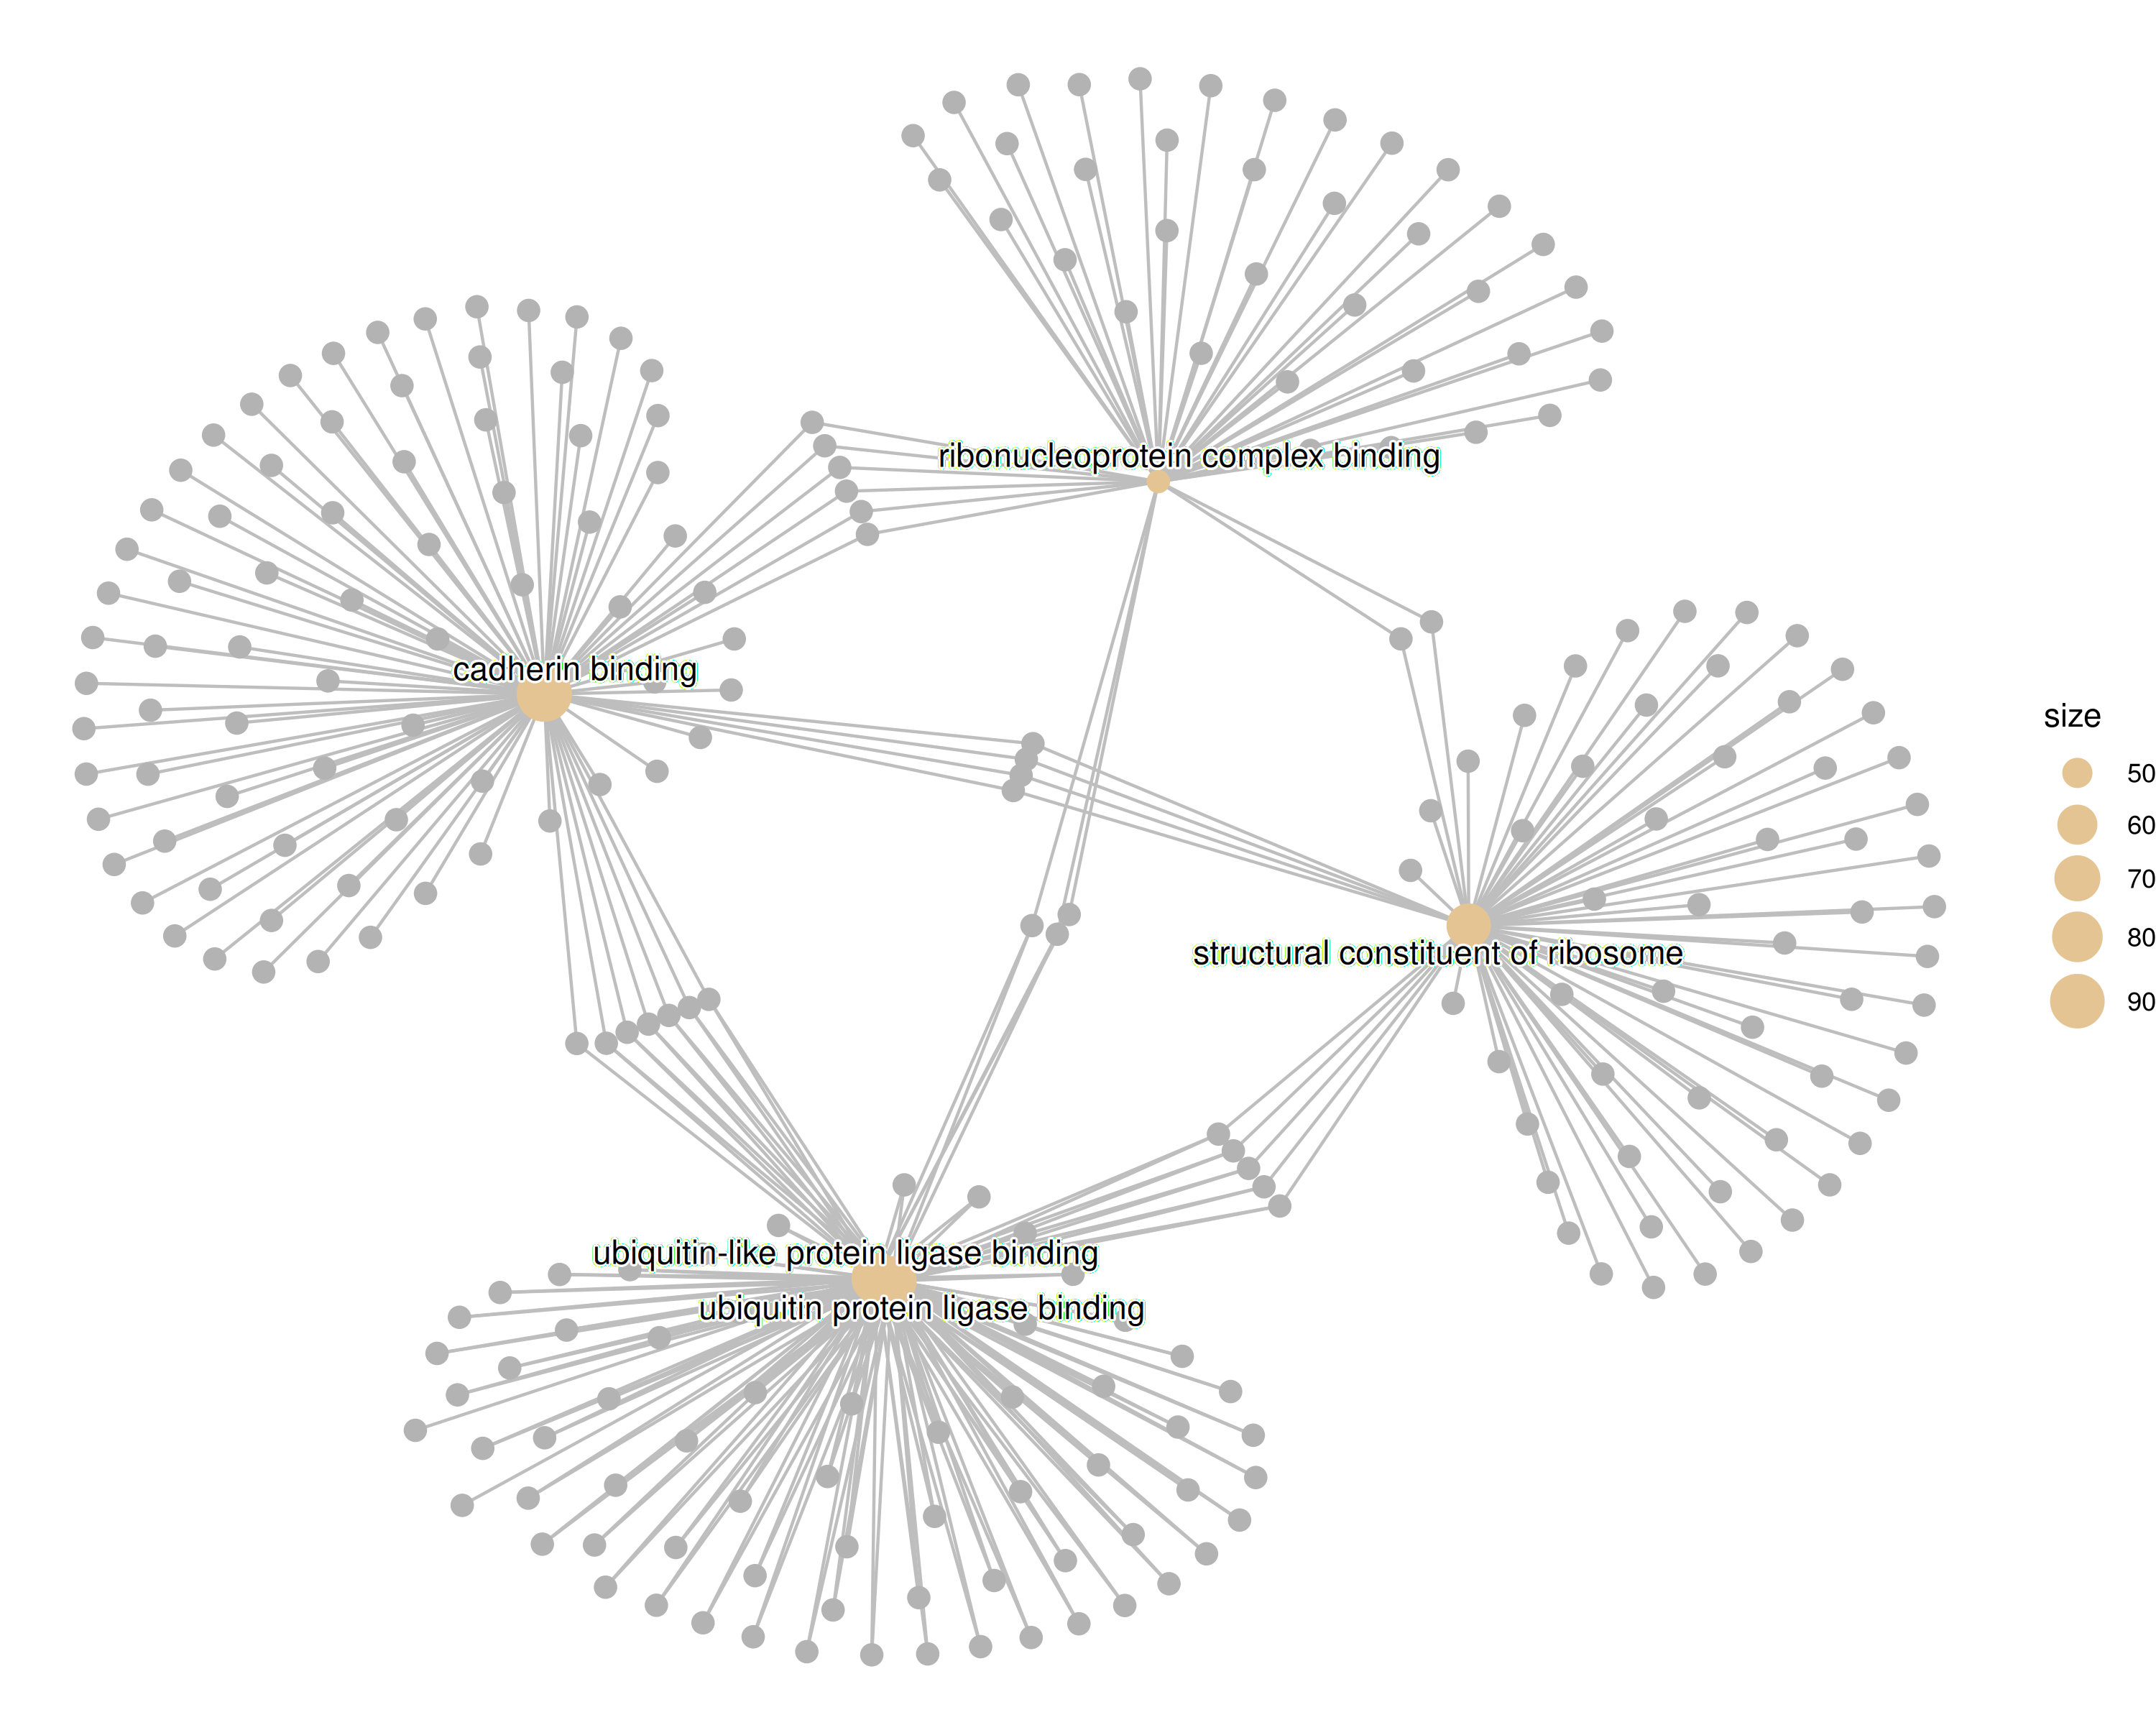 ribonucleoprotein complex binding
cadherin binding
structural constituent of ribosome
ubiquitin-like protein ligase binding
ubiquitin protein ligase binding
size
50
60
70
80
90